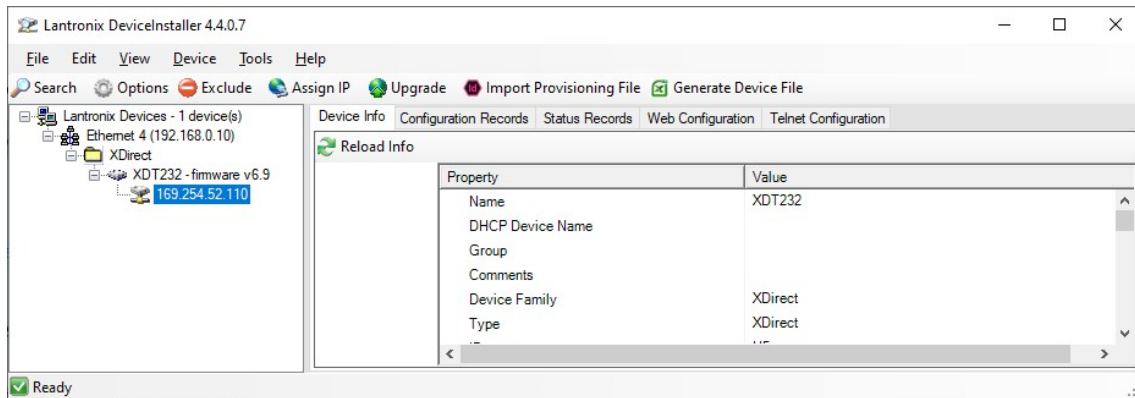 Lantronix DeviceInstaller 4.4.0.7
File Edit View Device Tools Help
Search Options Exclude Assign IP Upgrade Import Provisioning File Generate Device File
Lantronix Devices - 1 device(s)
Ethernet 4 (192.168.0.10)
XDirect
XDT232 - firmware v6.9
169.254.52.110
Device Info Configuration Records Status Records Web Configuration Telnet Configuration
Reload Info
Property Value
Name XDT232
DHCP Device Name
Group
Comments
Device Family XDirect
Type XDirect
Ready